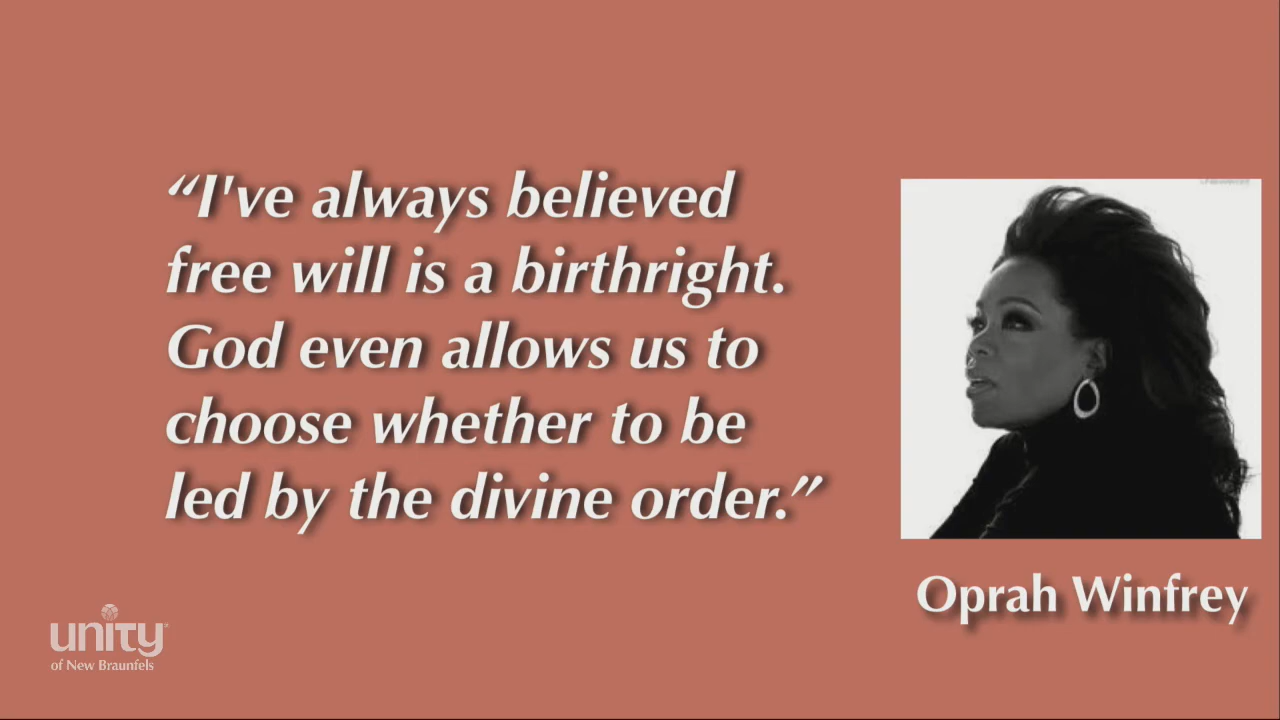 “I've always believed
free will is a birthright.
God even allows us to
choose whether to be
led by the divine order.”
Oprah Winfrey
unity
of New Braunfels